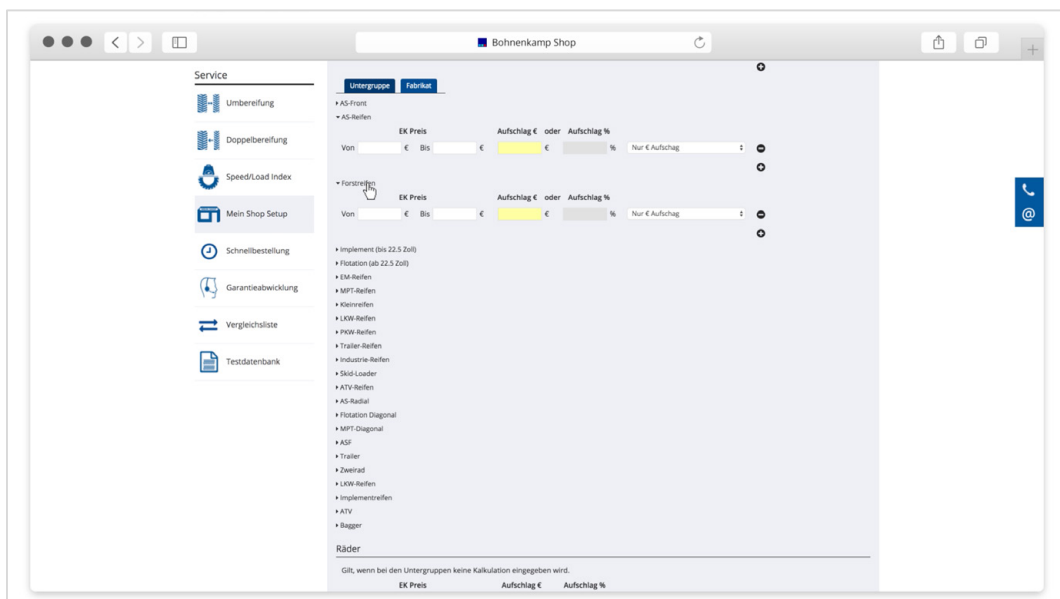 Bohnenkamp Shop
Service
Umbereifung
Doppelbereifung
Speed/Load Index
Mein Shop Setup
Schnellbestellung
Garantieabwicklung
Vergleichsliste
Testdatenbank
Untergruppe Fabrikat
AS-Front
AS-Reifen
EK Preis Aufschlag € oder Aufschlag %
Von € Bis € € % Nur € Aufschag
Forstreifen
EK Preis Aufschlag € oder Aufschlag %
Von € Bis € € % Nur € Aufschag
Implement (bis 22.5 Zoll)
Flotation (ab 22.5 Zoll)
EM-Reifen
MPT-Reifen
Kleinreifen
LKW-Reifen
PKW-Reifen
Trailer-Reifen
Industrie-Reifen
Skid-Loader
ATV-Reifen
AS-Radial
Flotation Diagonal
MPT-Diagonal
ASF
Trailer
Zweirad
LKW-Reifen
Implementreifen
ATV
Bagger
Räder
Gilt, wenn bei den Untergruppen keine Kalkulation eingegeben wird.
EK Preis Aufschlag € Aufschlag %
@